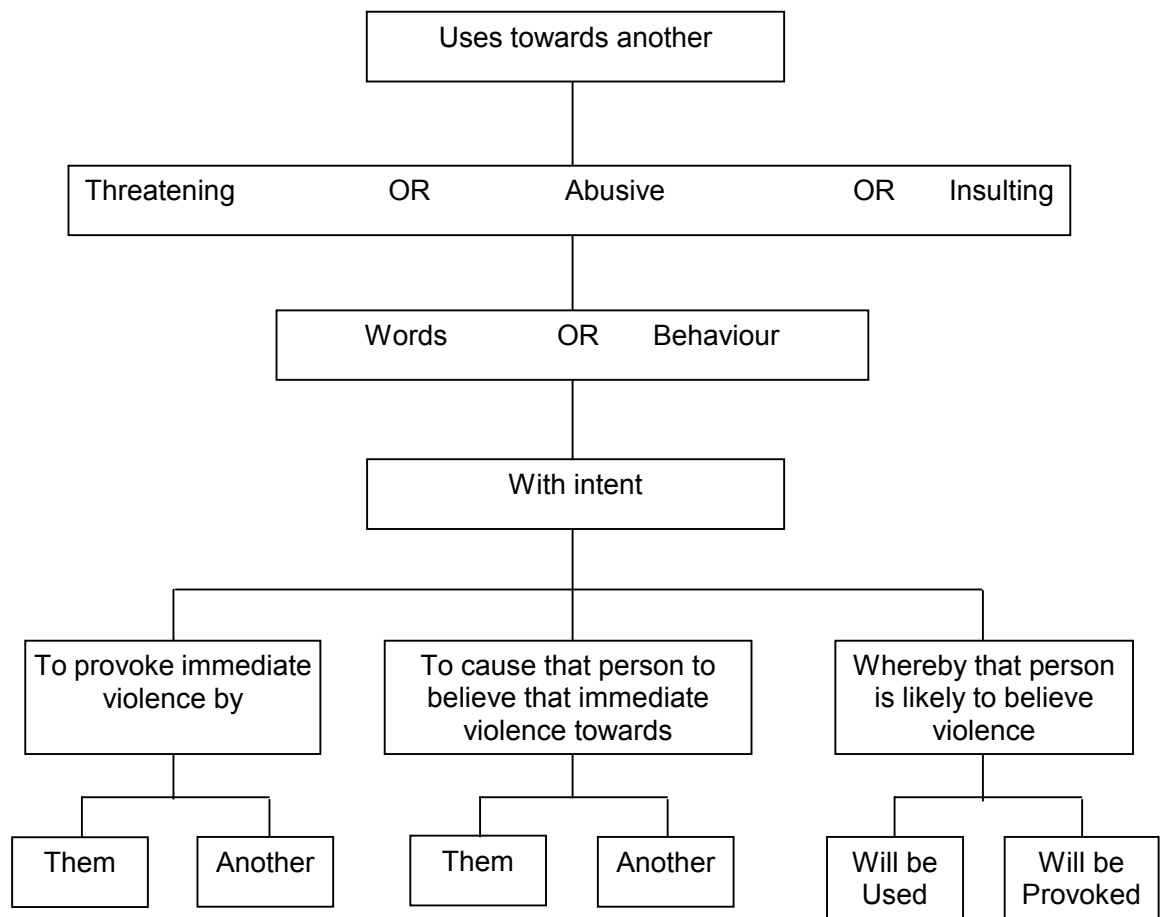 Uses towards another
Threatening OR Abusive OR Insulting
Words OR Behaviour
With intent
To provoke immediate
violence by
To cause that person to
believe that immediate
violence towards
Whereby that person
is likely to believe
violence
Them
Another
Them
Another
Will be
Used
Will be
Provoked